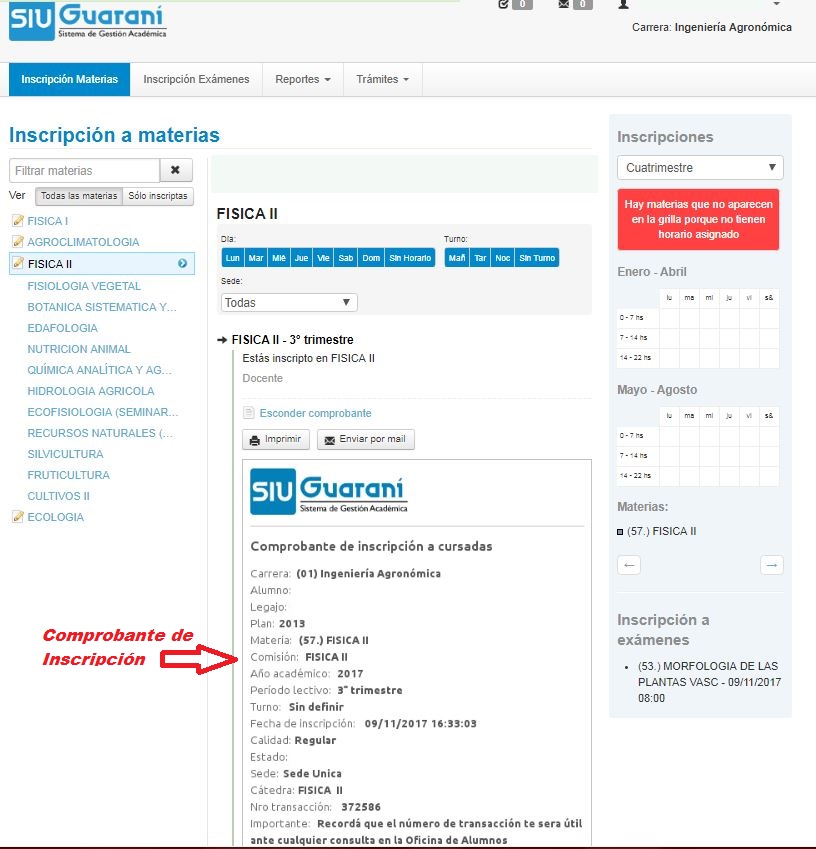 SIU Guaraní
Sistema de Gestión Académica
0
0
Carrera: Ingeniería Agronómica
Inscripción Materias
Inscripción Exámenes
Reportes
Trámites
Inscripción a materias
Filtrar materias
Ver
Todas las materias
Sólo inscriptas
FISICA I
AGROCLIMATOLOGIA
FISICA II
FISIOLOGIA VEGETAL
BOTANICA SISTEMATICA Y...
EDAFOLOGIA
NUTRICION ANIMAL
QUÍMICA ANALÍTICA Y AG...
HIDROLOGIA AGRICOLA
ECOFISIOLOGIA (SEMINAR...
RECURSOS NATURALES (...
SILVICULTURA
FRUTICULTURA
CULTIVOS II
ECOLOGIA
Comprobante de
Inscripción
FISICA II
Día:
Lun Mar Mié Jue Vie Sab Dom Sin Horario
Turno:
Mañ Tar Noc Sin Turno
Sede:
Todas
FISICA II - 3° trimestre
Estás inscripto en FISICA II
Docente
Esconder comprobante
Imprimir
Enviar por mail
SIU Guaraní
Sistema de Gestión Académica
Comprobante de inscripción a cursadas
Carrera: (01) Ingeniería Agronómica
Alumno:
Legajo:
Plan: 2013
Materia: (57.) FISICA II
Comisión: FISICA II
Año académico: 2017
Período lectivo: 3° trimestre
Turno: Sin definir
Fecha de inscripción: 09/11/2017 16:33:03
Calidad: Regular
Estado:
Sede: Sede Unica
Cátedra: FISICA II
Nro transacción: 372586
Importante: Recordá que el número de transacción te sera útil
ante cualquier consulta en la Oficina de Alumnos
Inscripciones
Cuatrimestre
Hay materias que no aparecen
en la grilla porque no tienen
horario asignado
Enero - Abril
lu ma mi ju vi sá
0 - 7 hs
7 - 14 hs
14 - 22 hs
Mayo - Agosto
lu ma mi ju vi sá
0 - 7 hs
7 - 14 hs
14 - 22 hs
Materias:
(57.) FISICA II
Inscripción a
exámenes
(53.) MORFOLOGIA DE LAS
PLANTAS VASC - 09/11/2017
08:00